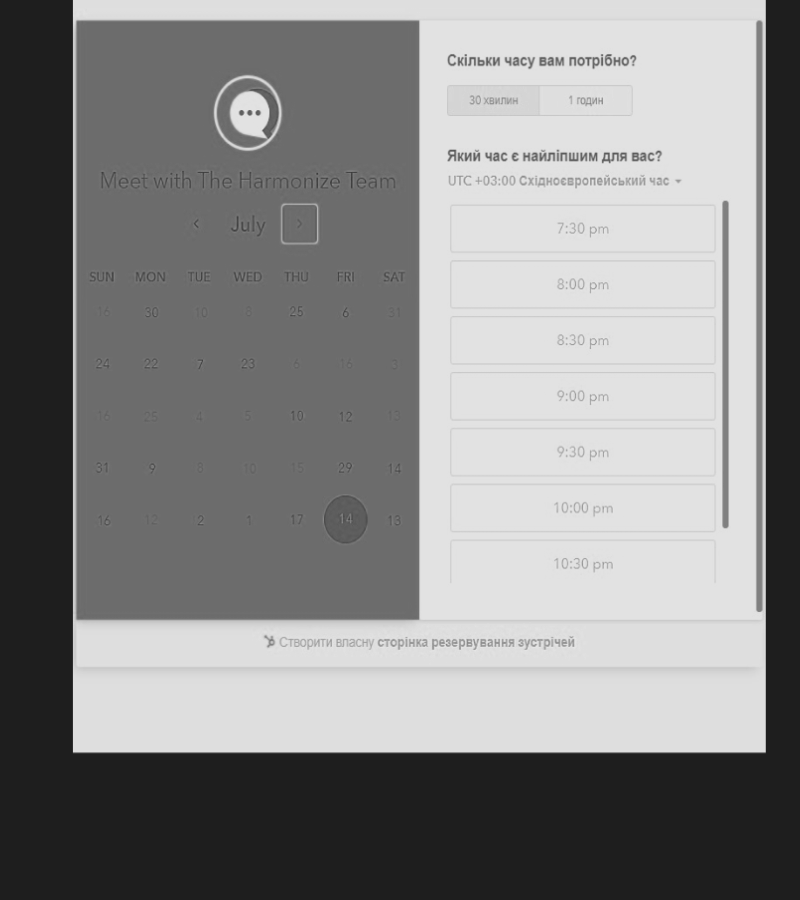 Meet with The Harmonize Team
July
SUN MON TUE WED THU FRI SAT
16 30 10 8 25 6 31
24 22 7 23 6 16 3
16 25 4 5 10 12 13
31 9 8 10 15 29 14
16 12 2 1 17 14 13
Скільки часу вам потрібно?
30 хвилин 1 годин
Який час є найліпшим для вас?
UTC +03:00 Східноєвропейський час
7:30 pm
8:00 pm
8:30 pm
9:00 pm
9:30 pm
10:00 pm
10:30 pm
Створити власну сторінка резервування зустрічей